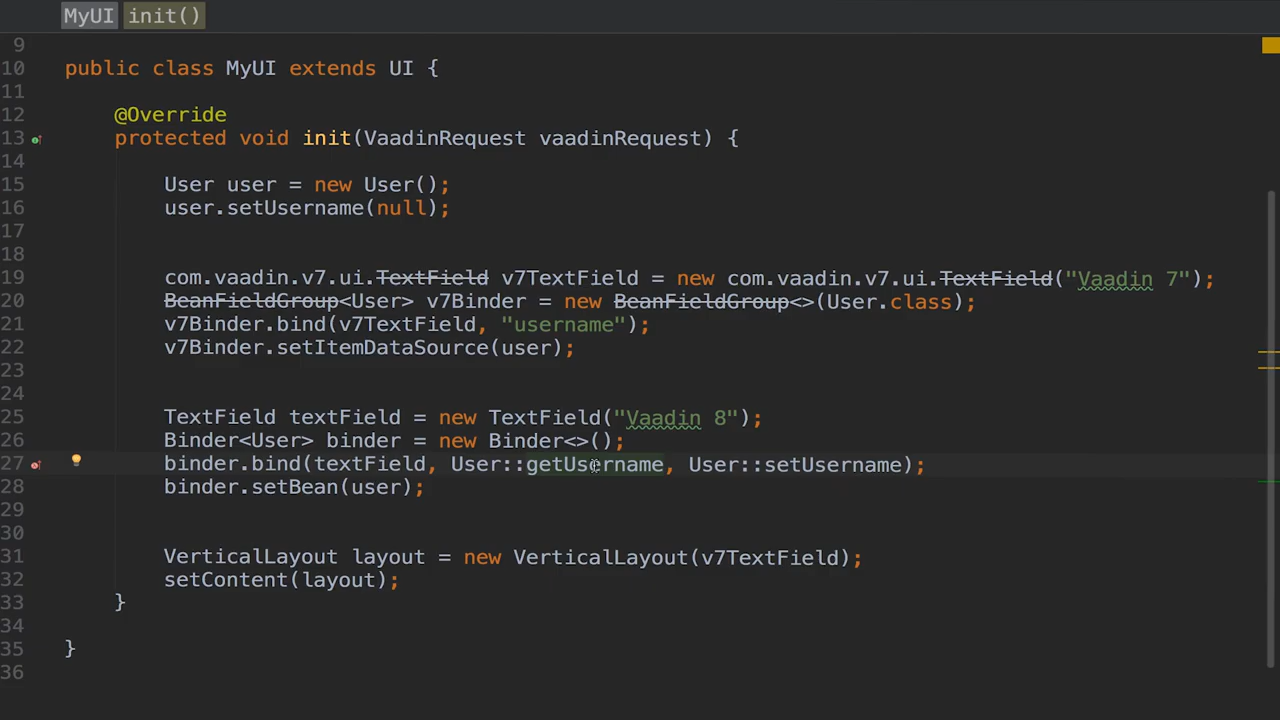 MyUI init()
9
10 public class MyUI extends UI {
11
12 @Override
13 protected void init(VaadinRequest vaadinRequest) {
14
15 User user = new User();
16 user.setUsername(null);
17
18
19 com.vaadin.v7.ui.TextField v7TextField = new com.vaadin.v7.ui.TextField("Vaadin 7");
20 BeanFieldGroup<User> v7Binder = new BeanFieldGroup<>(User.class);
21 v7Binder.bind(v7TextField, "username");
22 v7Binder.setItemDataSource(user);
23
24
25 TextField textField = new TextField("Vaadin 8");
26 Binder<User> binder = new Binder<>();
27 binder.bind(textField, User::getUsername, User::setUsername);
28 binder.setBean(user);
29
30
31 VerticalLayout layout = new VerticalLayout(v7TextField);
32 setContent(layout);
33 }
34
35 }
36